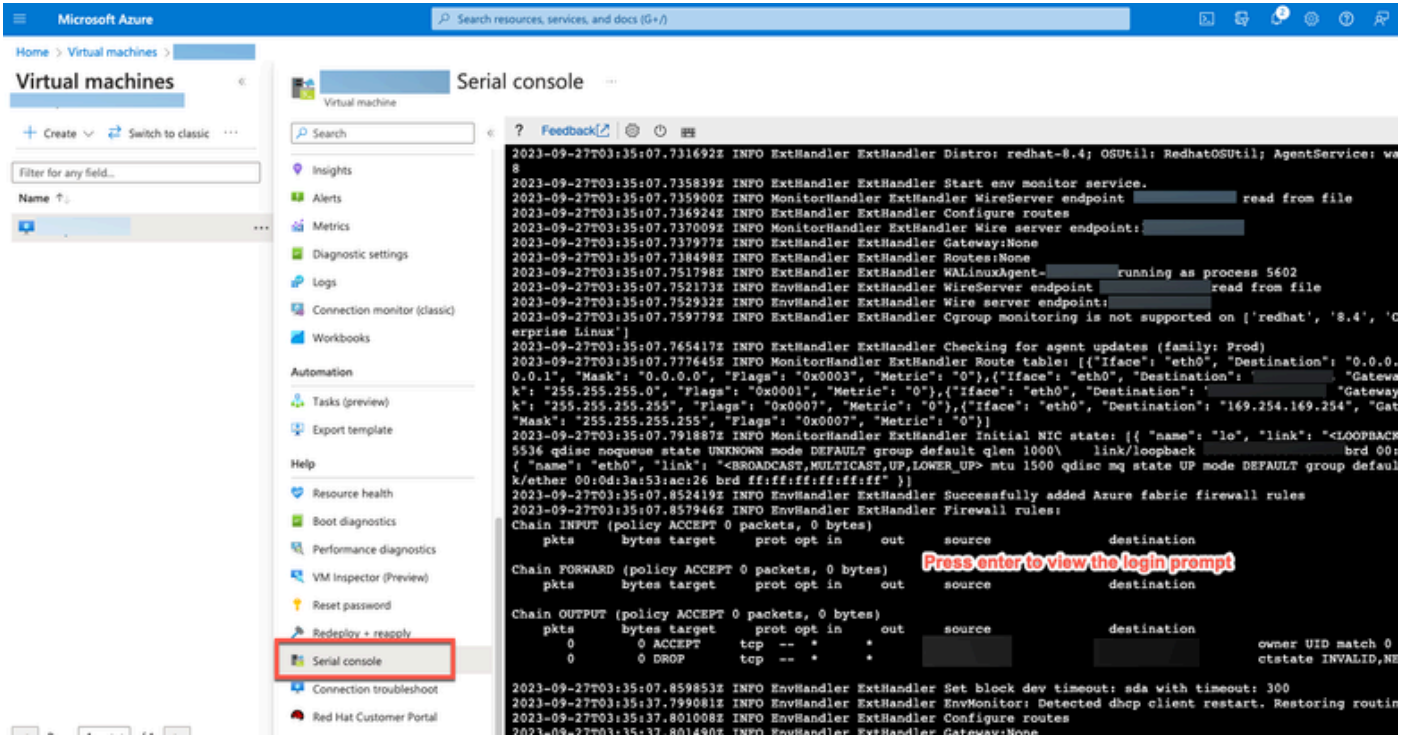 Microsoft Azure
Search resources, services, and docs (G+/)
2
Home > Virtual machines >
Virtual machines
Create
Switch to classic
Filter for any field...
Name ↑↓
Serial console
Virtual machine
Search
Insights
Alerts
Metrics
Diagnostic settings
Logs
Connection monitor (classic)
Workbooks
Automation
Tasks (preview)
Export template
Help
Resource health
Boot diagnostics
Performance diagnostics
VM Inspector (Preview)
Reset password
Redeploy + reapply
Serial console
Connection troubleshoot
Red Hat Customer Portal
? Feedback
2023-09-27T03:35:07.731692Z INFO ExtHandler ExtHandler Distro: redhat-8.4; OSUtil: RedhatOSUtil; AgentService: wa
8
2023-09-27T03:35:07.735839Z INFO ExtHandler ExtHandler Start env monitor service.
2023-09-27T03:35:07.735900Z INFO MonitorHandler ExtHandler WireServer endpoint read from file
2023-09-27T03:35:07.736924Z INFO ExtHandler ExtHandler Configure routes
2023-09-27T03:35:07.737009Z INFO MonitorHandler ExtHandler Wire server endpoint:
2023-09-27T03:35:07.737977Z INFO ExtHandler ExtHandler Gateway:None
2023-09-27T03:35:07.738498Z INFO ExtHandler ExtHandler Routes:None
2023-09-27T03:35:07.751798Z INFO ExtHandler ExtHandler WALinuxAgent- running as process 5602
2023-09-27T03:35:07.752173Z INFO EnvHandler ExtHandler WireServer endpoint read from file
2023-09-27T03:35:07.752932Z INFO EnvHandler ExtHandler Wire server endpoint:
2023-09-27T03:35:07.759779Z INFO ExtHandler ExtHandler Cgroup monitoring is not supported on ['redhat', '8.4', 'O
erprise Linux']
2023-09-27T03:35:07.765417Z INFO ExtHandler ExtHandler Checking for agent updates (family: Prod)
2023-09-27T03:35:07.777645Z INFO MonitorHandler ExtHandler Route table: [{"Iface": "eth0", "Destination": "0.0.0.
0.0.1", "Mask": "0.0.0.0", "Flags": "0x0003", "Metric": "0"},{"Iface": "eth0", "Destination": " "Gatewa
k": "255.255.255.0", "Flags": "0x0001", "Metric": "0"},{"Iface": "eth0", "Destination": " "Gateway
k": "255.255.255.255", "Flags": "0x0007", "Metric": "0"},{"Iface": "eth0", "Destination": "169.254.169.254", "Gat
"Mask": "255.255.255.255", "Flags": "0x0007", "Metric": "0"}]
2023-09-27T03:35:07.791887Z INFO MonitorHandler ExtHandler Initial NIC state: [{ "name": "lo", "link": "<LOOPBACK
5536 qdisc noqueue state UNKNOWN mode DEFAULT group default qlen 1000\ link/loopback brd 00:
{ "name": "eth0", "link": "<BROADCAST,MULTICAST,UP,LOWER_UP> mtu 1500 qdisc mq state UP mode DEFAULT group defaul
k/ether 00:0d:3a:53:ac:26 brd ff:ff:ff:ff:ff:ff" }]
2023-09-27T03:35:07.852419Z INFO EnvHandler ExtHandler Successfully added Azure fabric firewall rules
2023-09-27T03:35:07.857946Z INFO EnvHandler ExtHandler Firewall rules:
Chain INPUT (policy ACCEPT 0 packets, 0 bytes)
pkts bytes target prot opt in out source destination
Press enter to view the login prompt
Chain FORWARD (policy ACCEPT 0 packets, 0 bytes)
pkts bytes target prot opt in out source destination
Chain OUTPUT (policy ACCEPT 0 packets, 0 bytes)
pkts bytes target prot opt in out source destination
0 0 ACCEPT tcp -- * * owner UID match 0
0 0 DROP tcp -- * * ctstate INVALID,NE
2023-09-27T03:35:07.859853Z INFO EnvHandler ExtHandler Set block dev timeout: sda with timeout: 300
2023-09-27T03:35:37.799081Z INFO EnvHandler ExtHandler EnvMonitor: Detected dhcp client restart. Restoring routin
2023-09-27T03:35:37.801008Z INFO EnvHandler ExtHandler Configure routes
2023-09-27T03:35:37.801490Z INFO EnvHandler ExtHandler Gateway:None